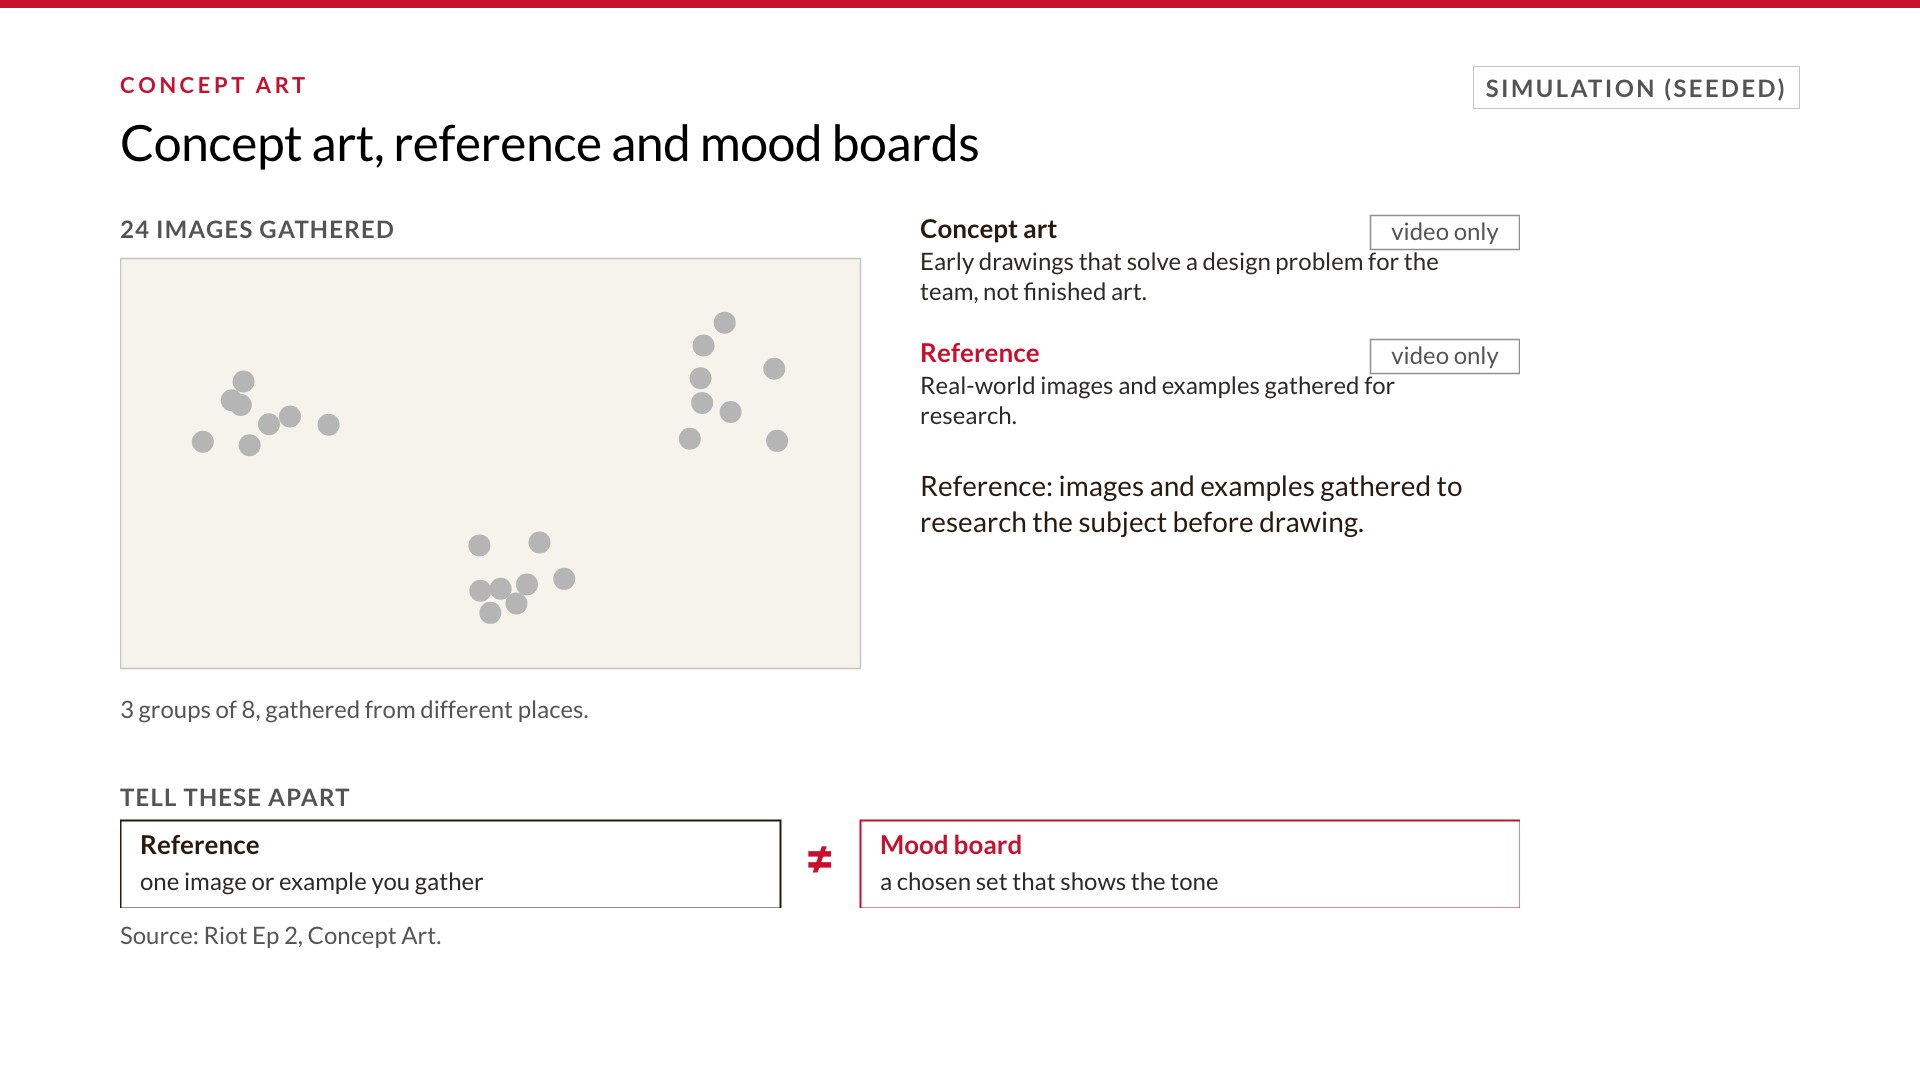 CONCEPT ART
SIMULATION (SEEDED)
Concept art, reference and mood boards
24 IMAGES GATHERED
3 groups of 8, gathered from different places.
Concept art
video only
Early drawings that solve a design problem for the
team, not finished art.
Reference
video only
Real-world images and examples gathered for
research.
Reference: images and examples gathered to
research the subject before drawing.
TELL THESE APART
Reference
one image or example you gather
≠
Mood board
a chosen set that shows the tone
Source: Riot Ep 2, Concept Art.